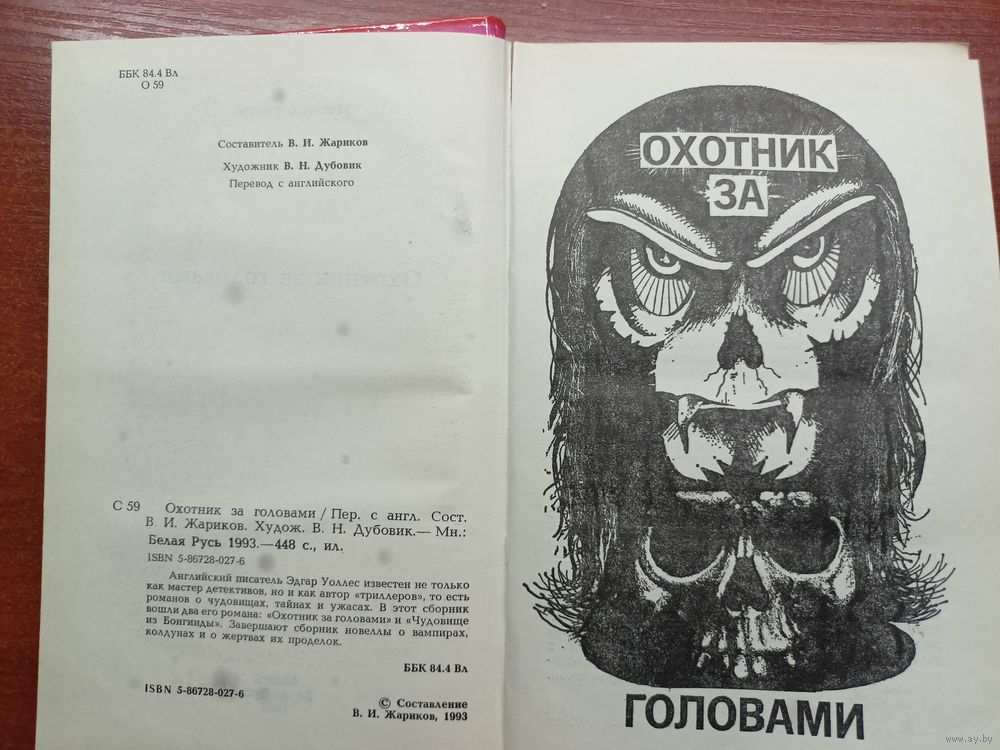 ББК 84.4 Вл
О 59
Составитель В. И. Жариков
Художник В. Н. Дубовик
Перевод с английского
С 59 Охотник за головами / Пер. с англ. Сост.
В. И. Жариков. Худож. В. Н. Дубовик.— Мн.:
Белая Русь 1993.—448 с., ил.
ISBN 5-86728-027-6
Английский писатель Эдгар Уоллес известен не только
как мастер детективов, но и как автор «триллеров», то есть
романов о чудовищах, тайнах и ужасах. В этот сборник
вошли два его романа: «Охотник за головами» и «Чудовище
из Бонгинды». Завершают сборник новеллы о вампирах,
колдунах и о жертвах их проделок.
ББК 84.4 Вл
ISBN 5-86728-027-6
© Составление
В. И. Жариков, 1993
ОХОТНИК
ЗА
ГОЛОВАМИ
www.ay.by